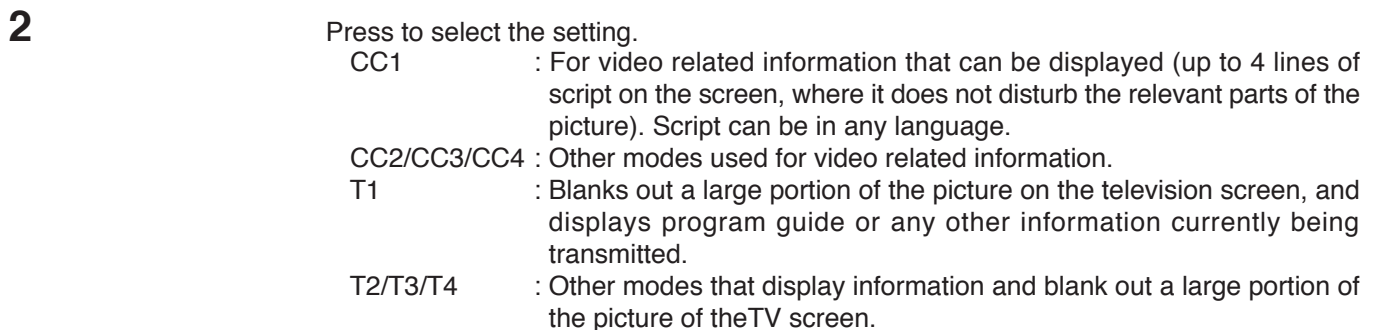 2 Press to select the setting.
CC1 : For video related information that can be displayed (up to 4 lines of
script on the screen, where it does not disturb the relevant parts of the
picture). Script can be in any language.
CC2/CC3/CC4 : Other modes used for video related information.
T1 : Blanks out a large portion of the picture on the television screen, and
displays program guide or any other information currently being
transmitted.
T2/T3/T4 : Other modes that display information and blank out a large portion of
the picture of theTV screen.